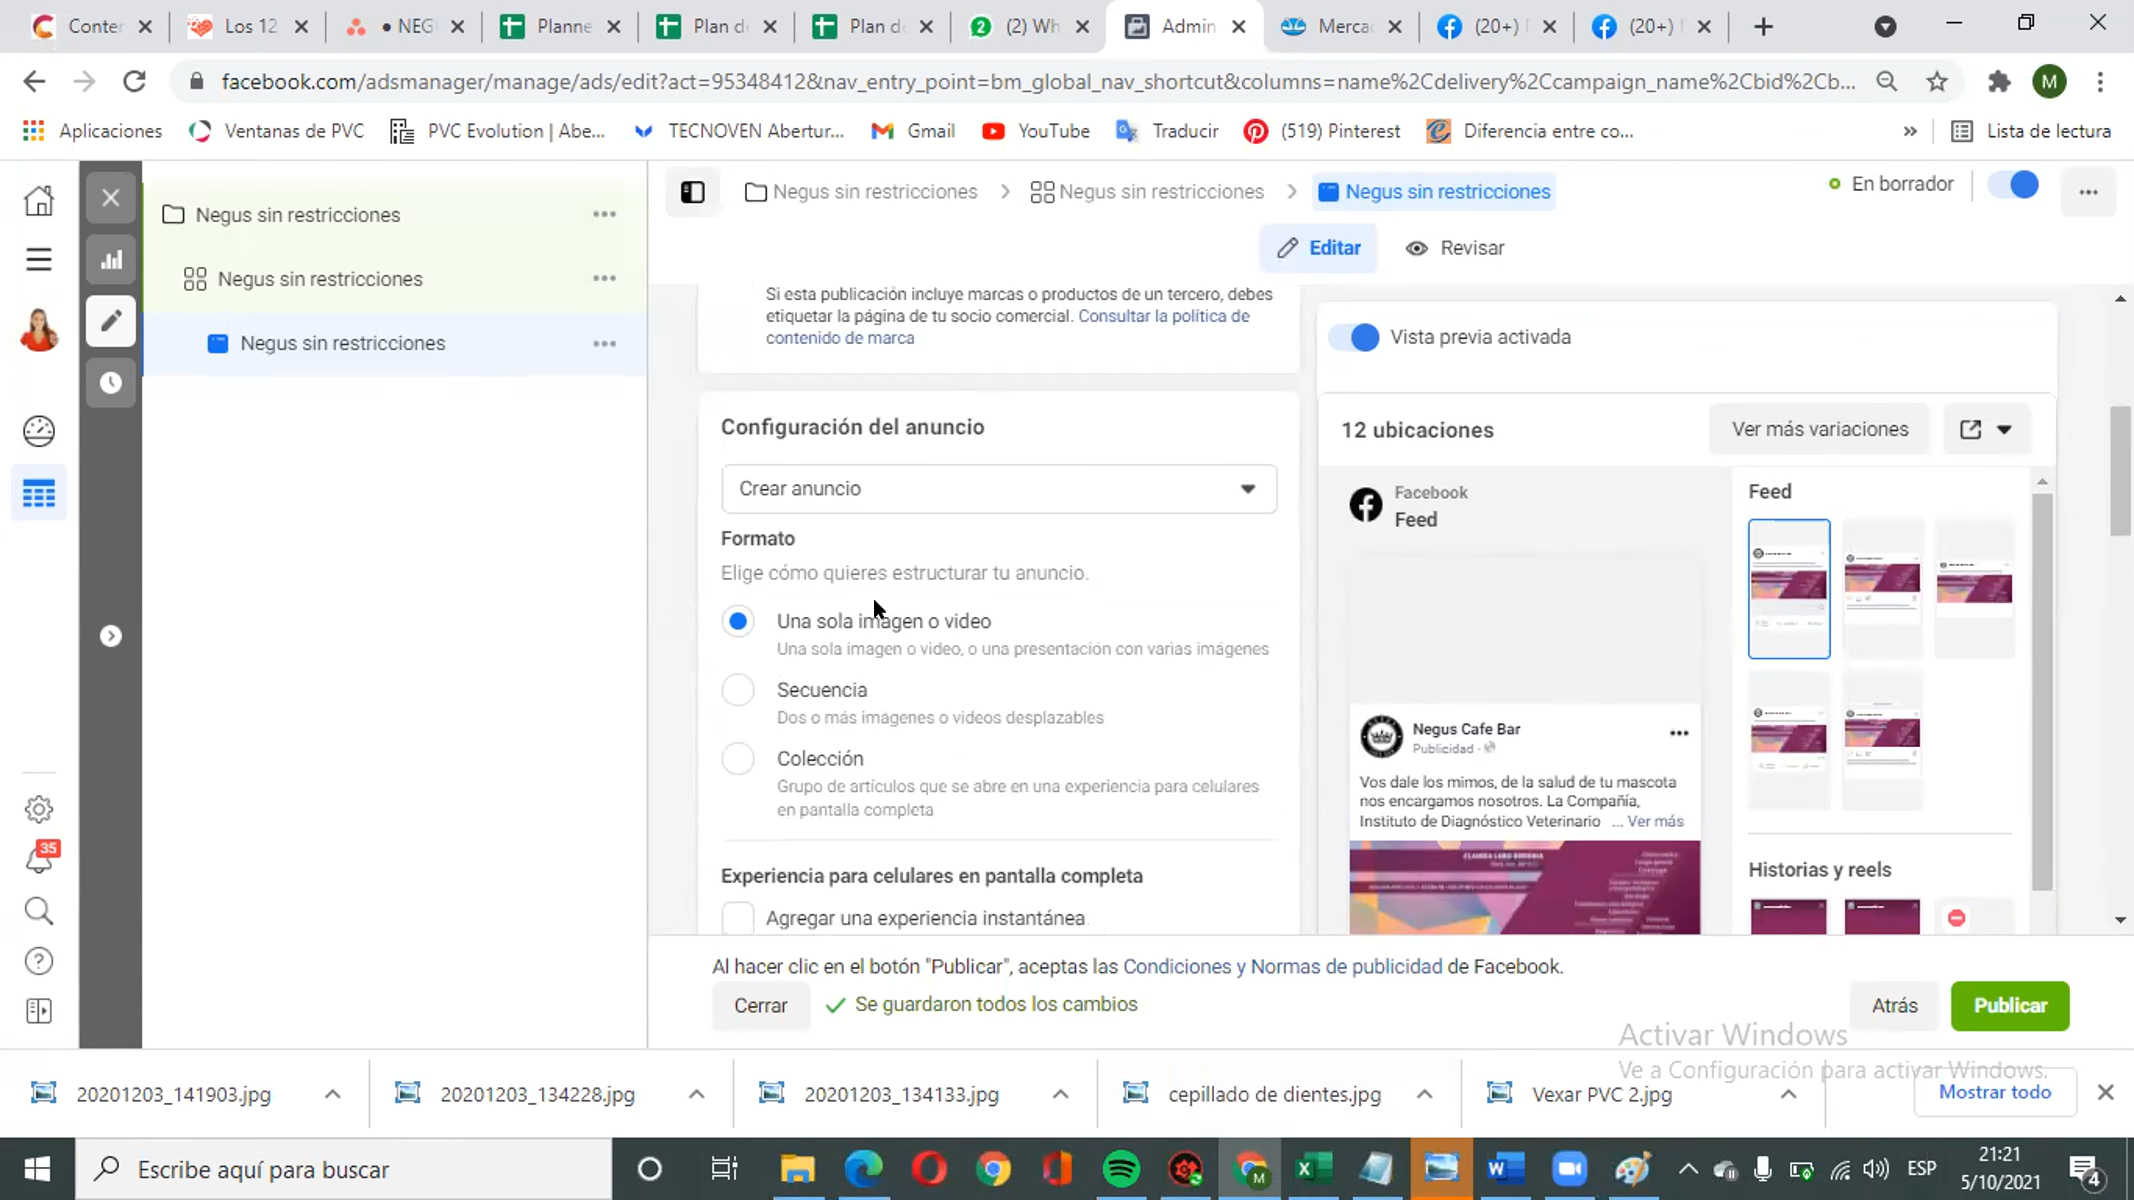 Conter
Los 12
• NEG
Planne
Plan de
Plan de
2
(2) Wh
Admin
Merca
(20+)
(20+)
facebook.com/adsmanager/manage/ads/edit?act=95348412&nav_entry_point=bm_global_nav_shortcut&columns=name%2Cdelivery%2Ccampaign_name%2Cbid%2Cb...
M
Aplicaciones
Ventanas de PVC
PVC Evolution | Abe...
TECNOVEN Abertur...
Gmail
YouTube
Traducir
(519) Pinterest
Diferencia entre co...
»
Lista de lectura
Negus sin restricciones
Negus sin restricciones
Negus sin restricciones
Negus sin restricciones
Negus sin restricciones
Negus sin restricciones
En borrador
Editar
Revisar
Si esta publicación incluye marcas o productos de un tercero, debes
etiquetar la página de tu socio comercial. Consultar la política de
contenido de marca
Configuración del anuncio
Crear anuncio
Formato
Elige cómo quieres estructurar tu anuncio.
Una sola imagen o video
Una sola imagen o video, o una presentación con varias imágenes
Secuencia
Dos o más imágenes o videos desplazables
Colección
Grupo de artículos que se abre en una experiencia para celulares
en pantalla completa
Experiencia para celulares en pantalla completa
Agregar una experiencia instantánea
Vista previa activada
12 ubicaciones
Ver más variaciones
Facebook
Feed
Negus Cafe Bar
Publicidad ·
Vos dale los mimos, de la salud de tu mascota
nos encargamos nosotros. La Compañía,
Instituto de Diagnóstico Veterinario ... Ver más
Feed
Historias y reels
35
Al hacer clic en el botón "Publicar", aceptas las Condiciones y Normas de publicidad de Facebook.
Cerrar
Se guardaron todos los cambios
Atrás
Publicar
Activar Windows
Ve a Configuración para activar Windows.
20201203_141903.jpg
20201203_134228.jpg
20201203_134133.jpg
cepillado de dientes.jpg
Vexar PVC 2.jpg
Mostrar todo
Escribe aquí para buscar
M
ESP
21:21
5/10/2021
4